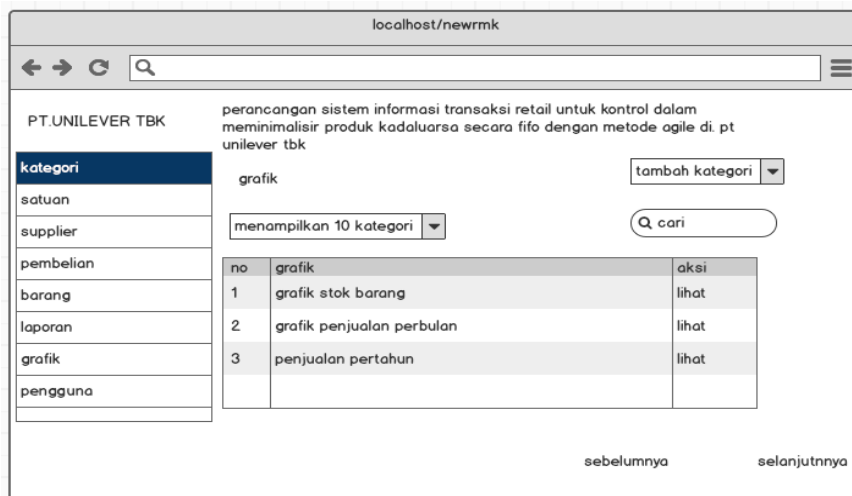 localhost/newrmk
PT.UNILEVER TBK
perancangan sistem informasi transaksi retail untuk kontrol dalam
meminimalisir produk kadaluarsa secara fifo dengan metode agile di. pt
unilever tbk
kategori
satuan
supplier
pembelian
barang
laporan
grafik
pengguna
grafik
tambah kategori
menampilkan 10 kategori
cari
no grafik aksi
1 grafik stok barang lihat
2 grafik penjualan perbulan lihat
3 penjualan pertahun lihat
sebelumnya selanjutnnya